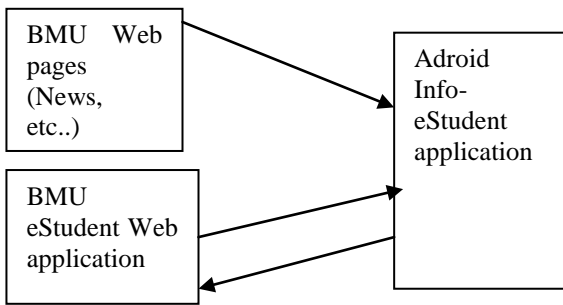 BMU Web
pages
(News,
etc..)
Adroid
Info-
eStudent
application
BMU
eStudent Web
application